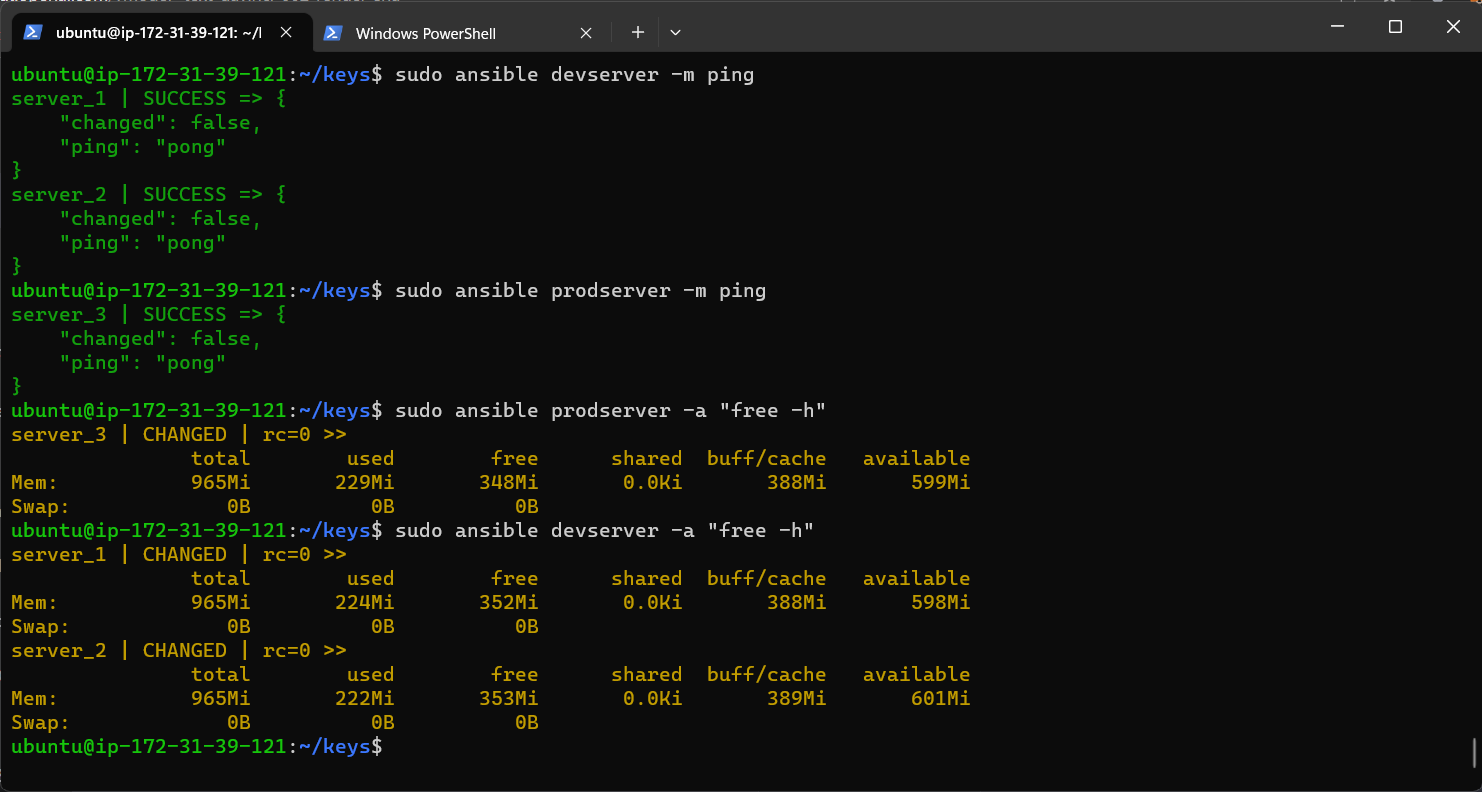 ubuntu@ip-172-31-39-121: ~/l
Windows PowerShell
ubuntu@ip-172-31-39-121:~/keys$ sudo ansible devserver -m ping
server_1 | SUCCESS => {
    "changed": false,
    "ping": "pong"
}
server_2 | SUCCESS => {
    "changed": false,
    "ping": "pong"
}
ubuntu@ip-172-31-39-121:~/keys$ sudo ansible prodserver -m ping
server_3 | SUCCESS => {
    "changed": false,
    "ping": "pong"
}
ubuntu@ip-172-31-39-121:~/keys$ sudo ansible prodserver -a "free -h"
server_3 | CHANGED | rc=0 >>
               total        used        free      shared  buff/cache   available
Mem:           965Mi       229Mi       348Mi       0.0Ki       388Mi       599Mi
Swap:             0B          0B          0B
ubuntu@ip-172-31-39-121:~/keys$ sudo ansible devserver -a "free -h"
server_1 | CHANGED | rc=0 >>
               total        used        free      shared  buff/cache   available
Mem:           965Mi       224Mi       352Mi       0.0Ki       388Mi       598Mi
Swap:             0B          0B          0B
server_2 | CHANGED | rc=0 >>
               total        used        free      shared  buff/cache   available
Mem:           965Mi       222Mi       353Mi       0.0Ki       389Mi       601Mi
Swap:             0B          0B          0B
ubuntu@ip-172-31-39-121:~/keys$